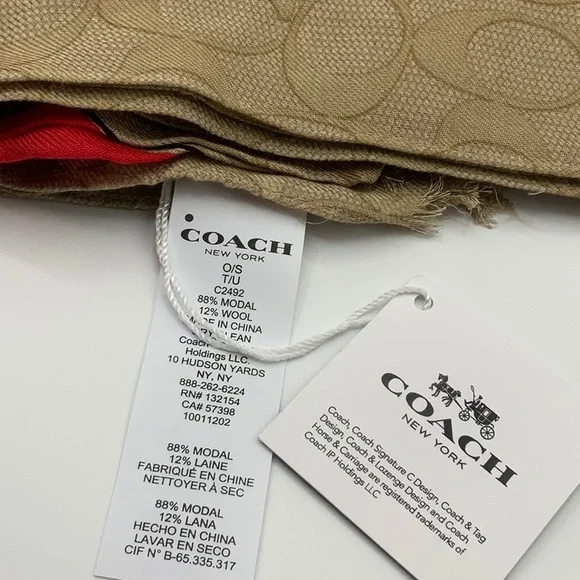 COACH
NEW YORK
O/S
T/U
C2492
88% MODAL
12% WOOL
MADE IN CHINA
DRY CLEAN
Coach
Holdings LLC.
10 HUDSON YARDS
NY, NY
888-262-6224
RN# 132154
CA# 57398
10011202
88% MODAL
12% LAINE
FABRIQUÉ EN CHINE
NETTOYER À SEC
88% MODAL
12% LANA
HECHO EN CHINA
LAVAR EN SECO
CIF N° B-65.335.317
COACH
NEW YORK
Coach, Coach Signature C Design, Coach & Tag
Design, Coach & Lozenge Design and Coach
Horse & Carriage are registered trademarks of
Coach IP Holdings LLC.